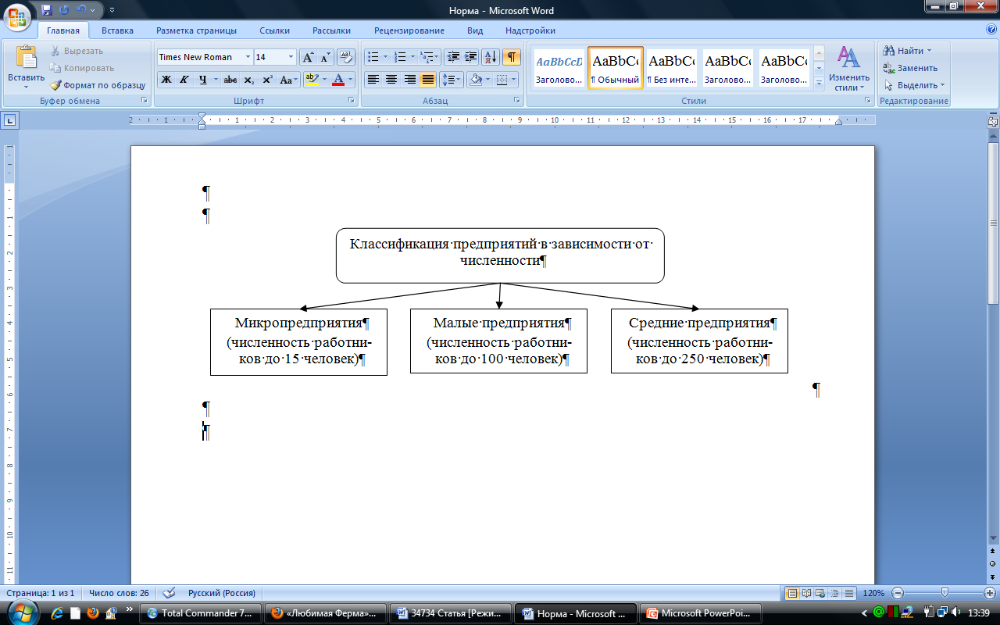 Норма - Microsoft Word
Главная Вставка Разметка страницы Ссылки Рассылки Рецензирование Вид Надстройки
Вставить
Вырезать
Копировать
Формат по образцу
Буфер обмена
Times New Roman 14
Ж К Ч abc x₂ x² Aa
Шрифт
Абзац
AaBbCcD AaBbCc AaBbCc AaBbCc AaBbCc
Заголово... ¶ Обычный ¶ Без инте... Заголово... Заголово...
Изменить
стили
Стили
Найти
Заменить
Выделить
Редактирование
2 1 1 2 3 4 5 6 7 8 9 10 11 12 13 14 15 16 17
¶
¶
Классификация·предприятий·в·зависимости·от·
численности¶
Микропредприятия¶
(численность·работни-
ков·до·15·человек)¶
Малые·предприятия¶
(численность·работни-
ков·до·100·человек)¶
Средние·предприятия¶
(численность·работни-
ков·до·250·человек)¶
¶
¶
¶
Страница: 1 из 1 Число слов: 26 Русский (Россия) 120%
Total Commander 7... «Любимая Ферма»... 34734 Статья [Режи... Норма - Microsoft ... Microsoft PowerPoi... 13:39